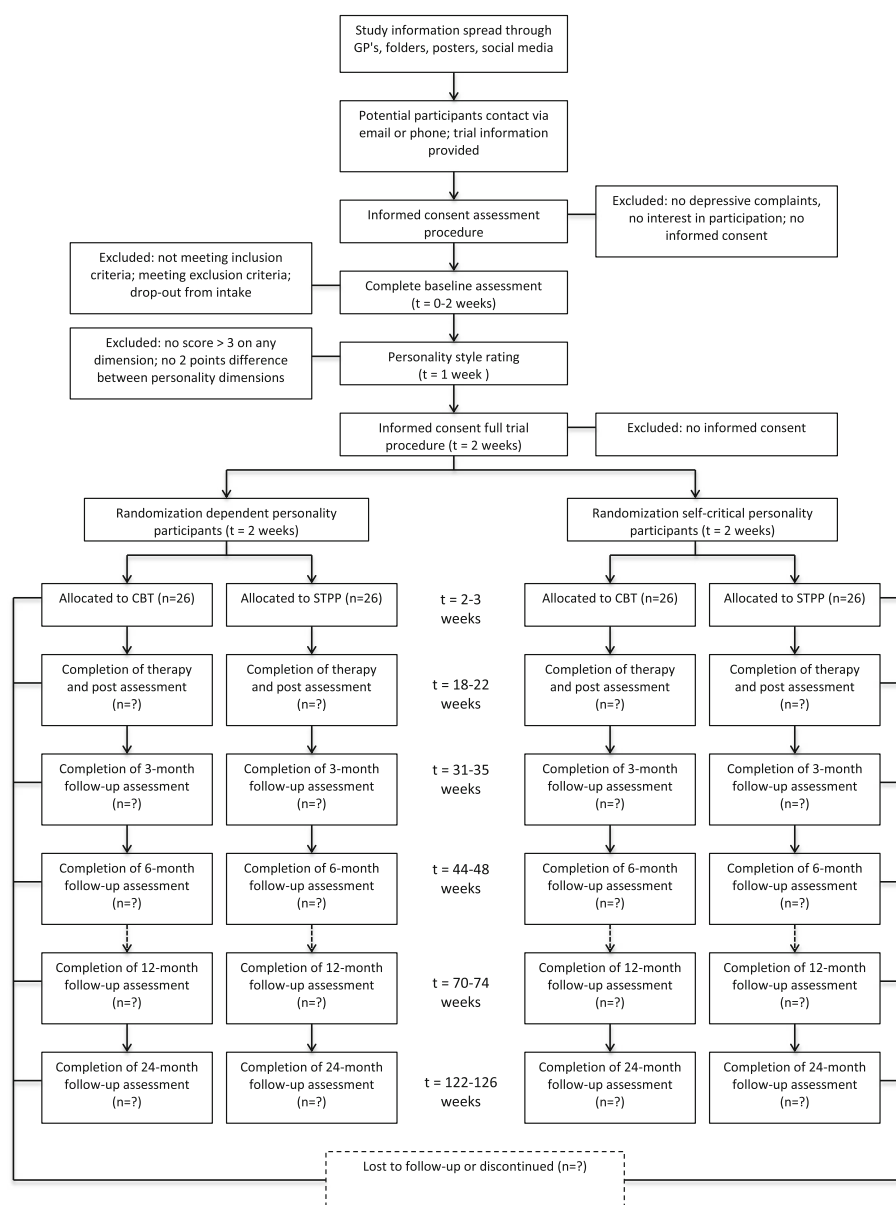 Study information spread through
GP's, folders, posters, social media
Potential participants contact via
email or phone; trial information
provided
Informed consent assessment
procedure
Excluded: no depressive complaints,
no interest in participation; no
informed consent
Excluded: not meeting inclusion
criteria; meeting exclusion criteria;
drop-out from intake
Complete baseline assessment
(t = 0-2 weeks)
Excluded: no score > 3 on any
dimension; no 2 points difference
between personality dimensions
Personality style rating
(t = 1 week )
Informed consent full trial
procedure (t = 2 weeks)
Excluded: no informed consent
Randomization dependent personality
participants (t = 2 weeks)
Randomization self-critical personality
participants (t = 2 weeks)
Allocated to CBT (n=26)
Allocated to STPP (n=26)
t = 2-3
weeks
Allocated to CBT (n=26)
Allocated to STPP (n=26)
Completion of therapy
and post assessment
(n=?)
Completion of therapy
and post assessment
(n=?)
t = 18-22
weeks
Completion of therapy
and post assessment
(n=?)
Completion of therapy
and post assessment
(n=?)
Completion of 3-month
follow-up assessment
(n=?)
Completion of 3-month
follow-up assessment
(n=?)
t = 31-35
weeks
Completion of 3-month
follow-up assessment
(n=?)
Completion of 3-month
follow-up assessment
(n=?)
Completion of 6-month
follow-up assessment
(n=?)
Completion of 6-month
follow-up assessment
(n=?)
t = 44-48
weeks
Completion of 6-month
follow-up assessment
(n=?)
Completion of 6-month
follow-up assessment
(n=?)
Completion of 12-month
follow-up assessment
(n=?)
Completion of 12-month
follow-up assessment
(n=?)
t = 70-74
weeks
Completion of 12-month
follow-up assessment
(n=?)
Completion of 12-month
follow-up assessment
(n=?)
Completion of 24-month
follow-up assessment
(n=?)
Completion of 24-month
follow-up assessment
(n=?)
t = 122-126
weeks
Completion of 24-month
follow-up assessment
(n=?)
Completion of 24-month
follow-up assessment
(n=?)
Lost to follow-up or discontinued (n=?)